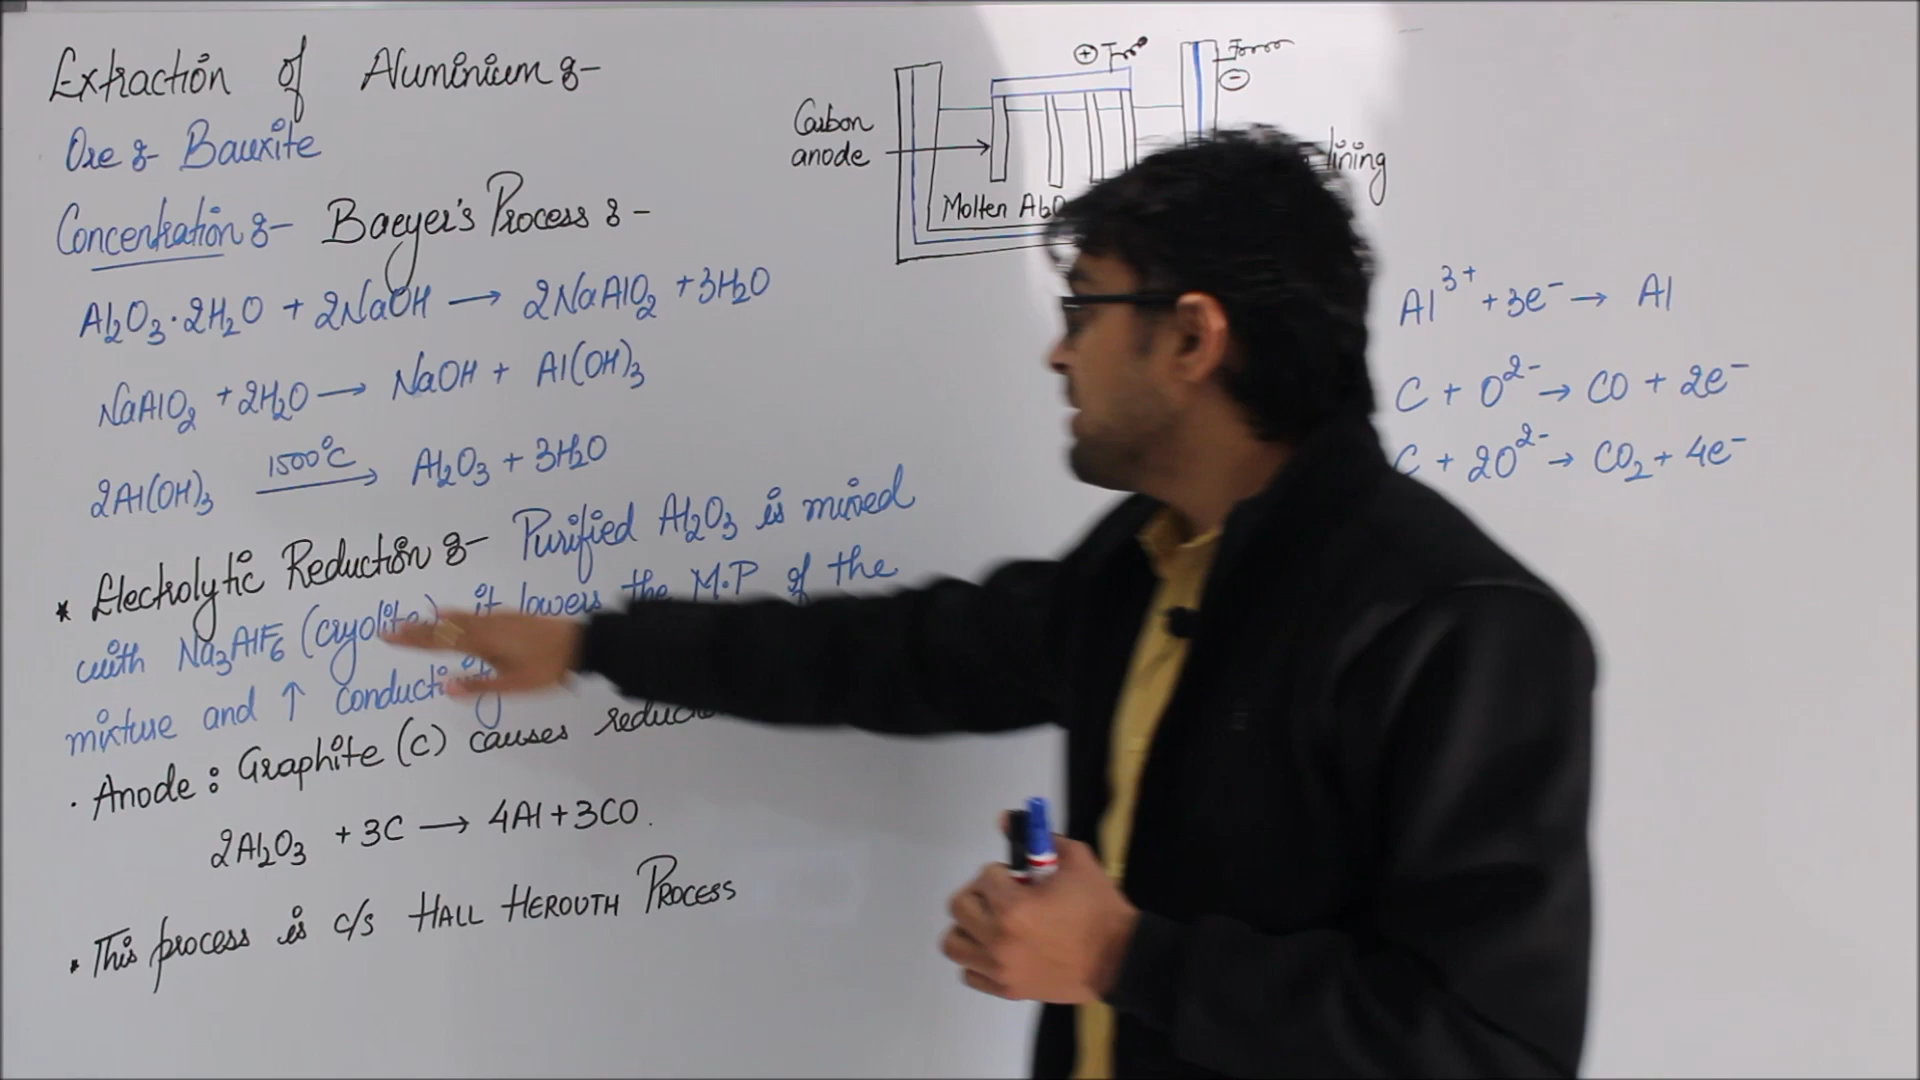 Extraction of Aluminium :-
Ore :- Bauxite
Concentration :- Baeyer's Process :-
Al₂O₃·2H₂O + 2NaOH → 2NaAlO₂ + 3H₂O
NaAlO₂ + 2H₂O → NaOH + Al(OH)₃
2Al(OH)₃ 1500°C → Al₂O₃ + 3H₂O
* Electrolytic Reduction :- Purified Al₂O₃ is mixed
with Na₃AlF₆ (cryolite) it lowers the M.P of the
mixture and ↑ conductivity
· Anode : Graphite (C) causes
2Al₂O₃ + 3C → 4Al + 3CO.
· This process is c/s HALL HEROUTH PROCESS
⊕
⊖
Carbon
anode
lining
Molten
Al³⁺ + 3e⁻ → Al
C + O²⁻ → CO + 2e⁻
C + 2O²⁻ → CO₂ + 4e⁻